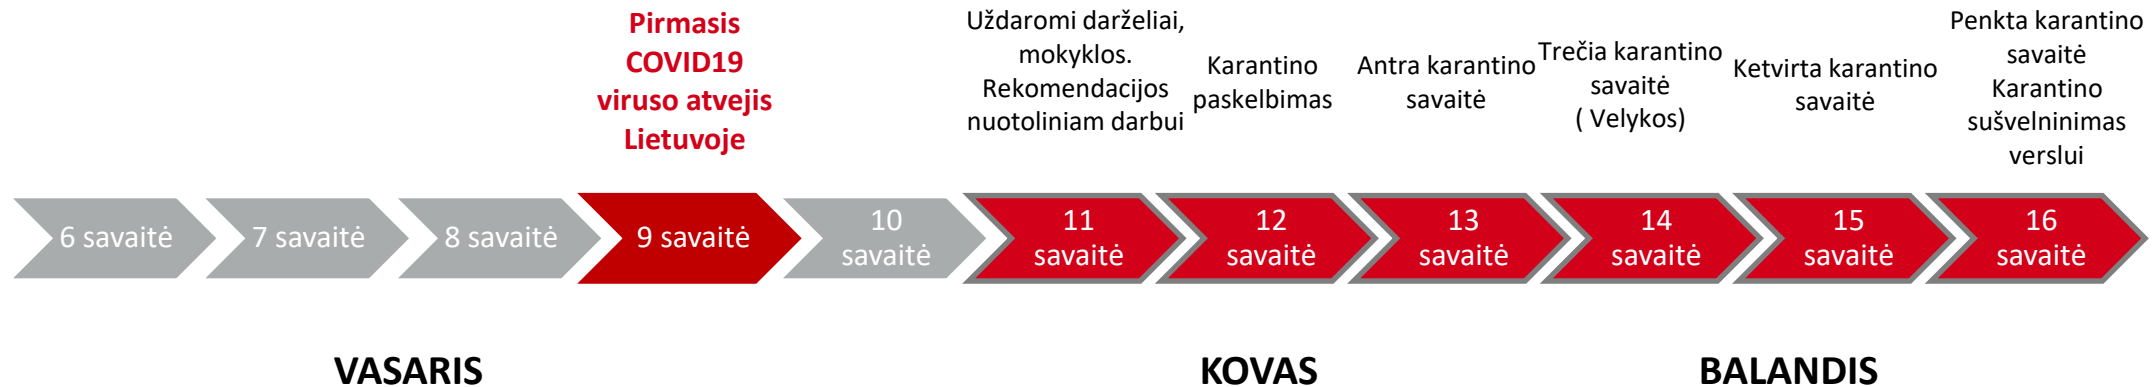 Pirmasis
COVID19
viruso atvejis
Lietuvoje
Uždaromi darželiai,
mokyklos.
Rekomendacijos
nuotoliniam darbui
Karantino
paskelbimas
Antra karantino
savaitė
Trečia karantino
savaitė
( Velykos)
Ketvirta karantino
savaitė
Penkta karantino
savaitė
Karantino
sušvelninimas
verslui
6 savaitė
7 savaitė
8 savaitė
9 savaitė
10
savaitė
11
savaitė
12
savaitė
13
savaitė
14
savaitė
15
savaitė
16
savaitė
VASARIS
KOVAS
BALANDIS